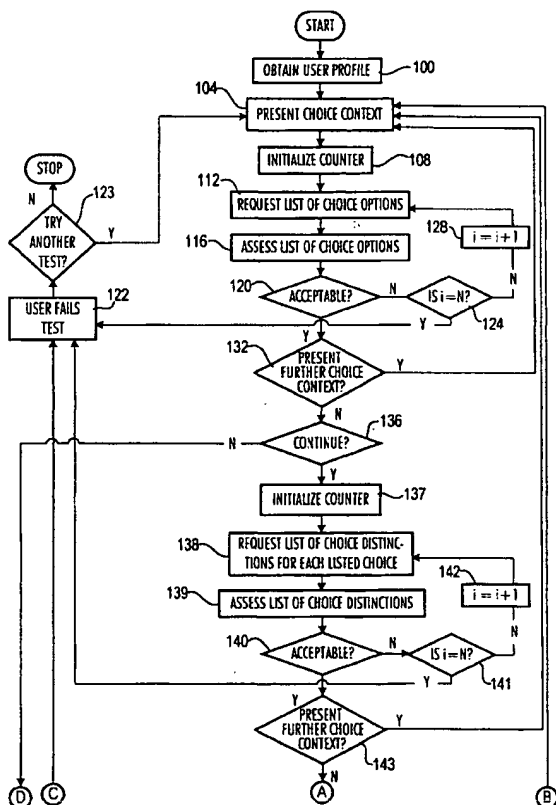 START
OBTAIN USER PROFILE
100
104
PRESENT CHOICE CONTEXT
INITIALIZE COUNTER
108
STOP
N
123
TRY
ANOTHER
TEST?
Y
112
REQUEST LIST OF CHOICE OPTIONS
128
i = i+1
116
ASSESS LIST OF CHOICE OPTIONS
N
120
ACCEPTABLE?
N
IS i=N?
124
122
USER FAILS
TEST
Y
Y
132
PRESENT
FURTHER CHOICE
CONTEXT?
Y
N
136
N
CONTINUE?
Y
INITIALIZE COUNTER
137
138
REQUEST LIST OF CHOICE DISTINC-
TIONS FOR EACH LISTED CHOICE
142
i = i+1
139
ASSESS LIST OF CHOICE DISTINCTIONS
N
140
ACCEPTABLE?
N
IS i=N?
141
Y
Y
PRESENT
FURTHER CHOICE
CONTEXT?
Y
143
N
D
C
A
B